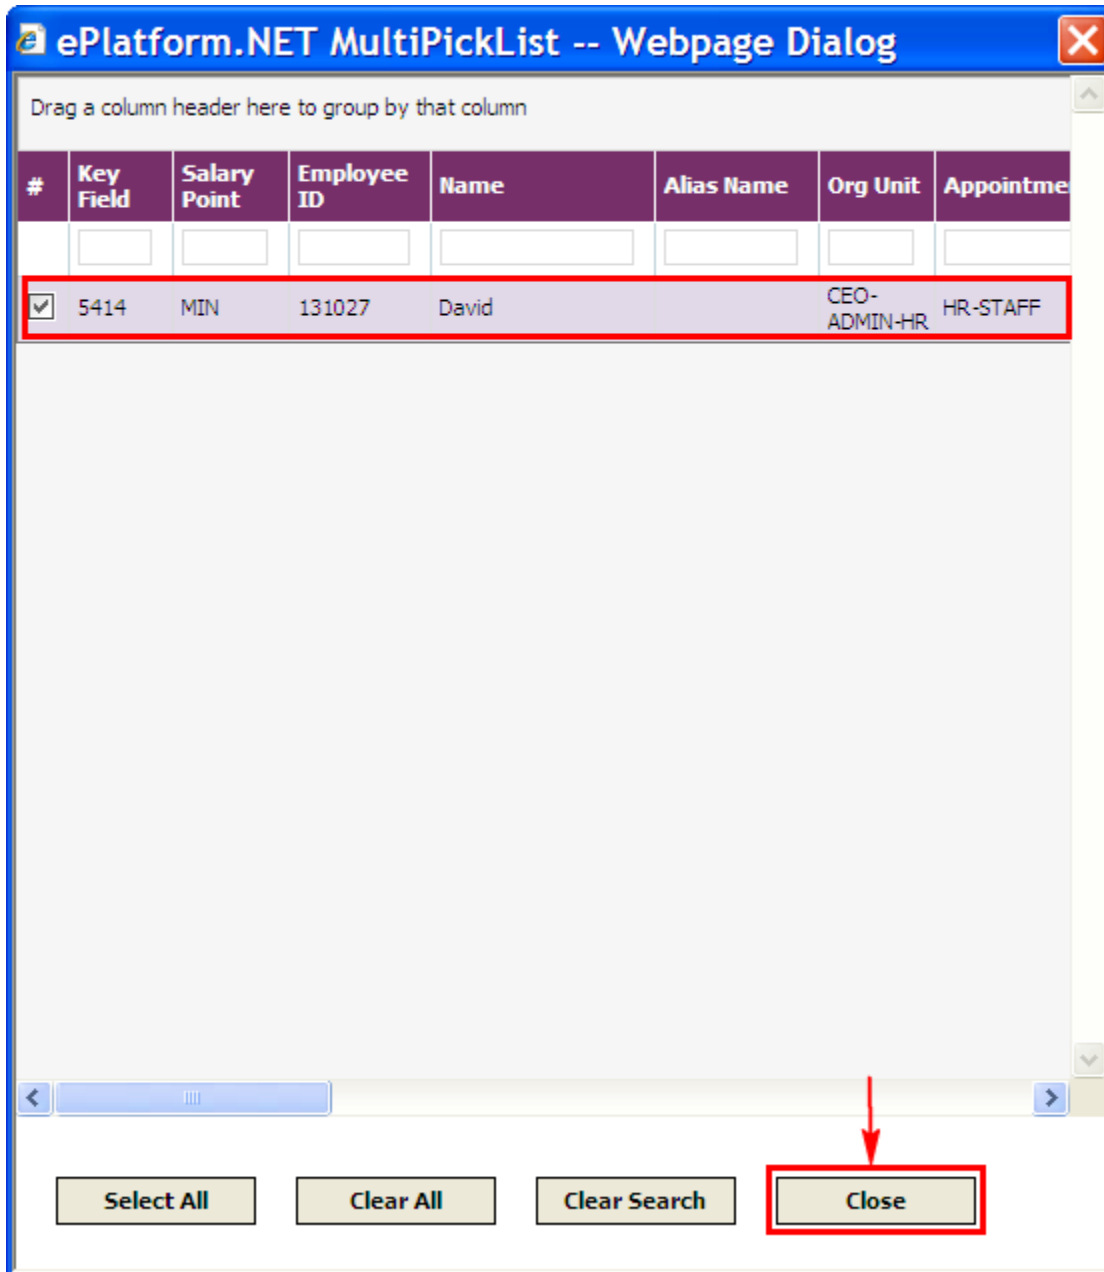 ePlatform.NET MultiPickList -- Webpage Dialog
Drag a column header here to group by that column
# Key Field Salary Point Employee ID Name Alias Name Org Unit Appointme
5414 MIN 131027 David CEO-ADMIN-HR HR-STAFF
Select All Clear All Clear Search Close